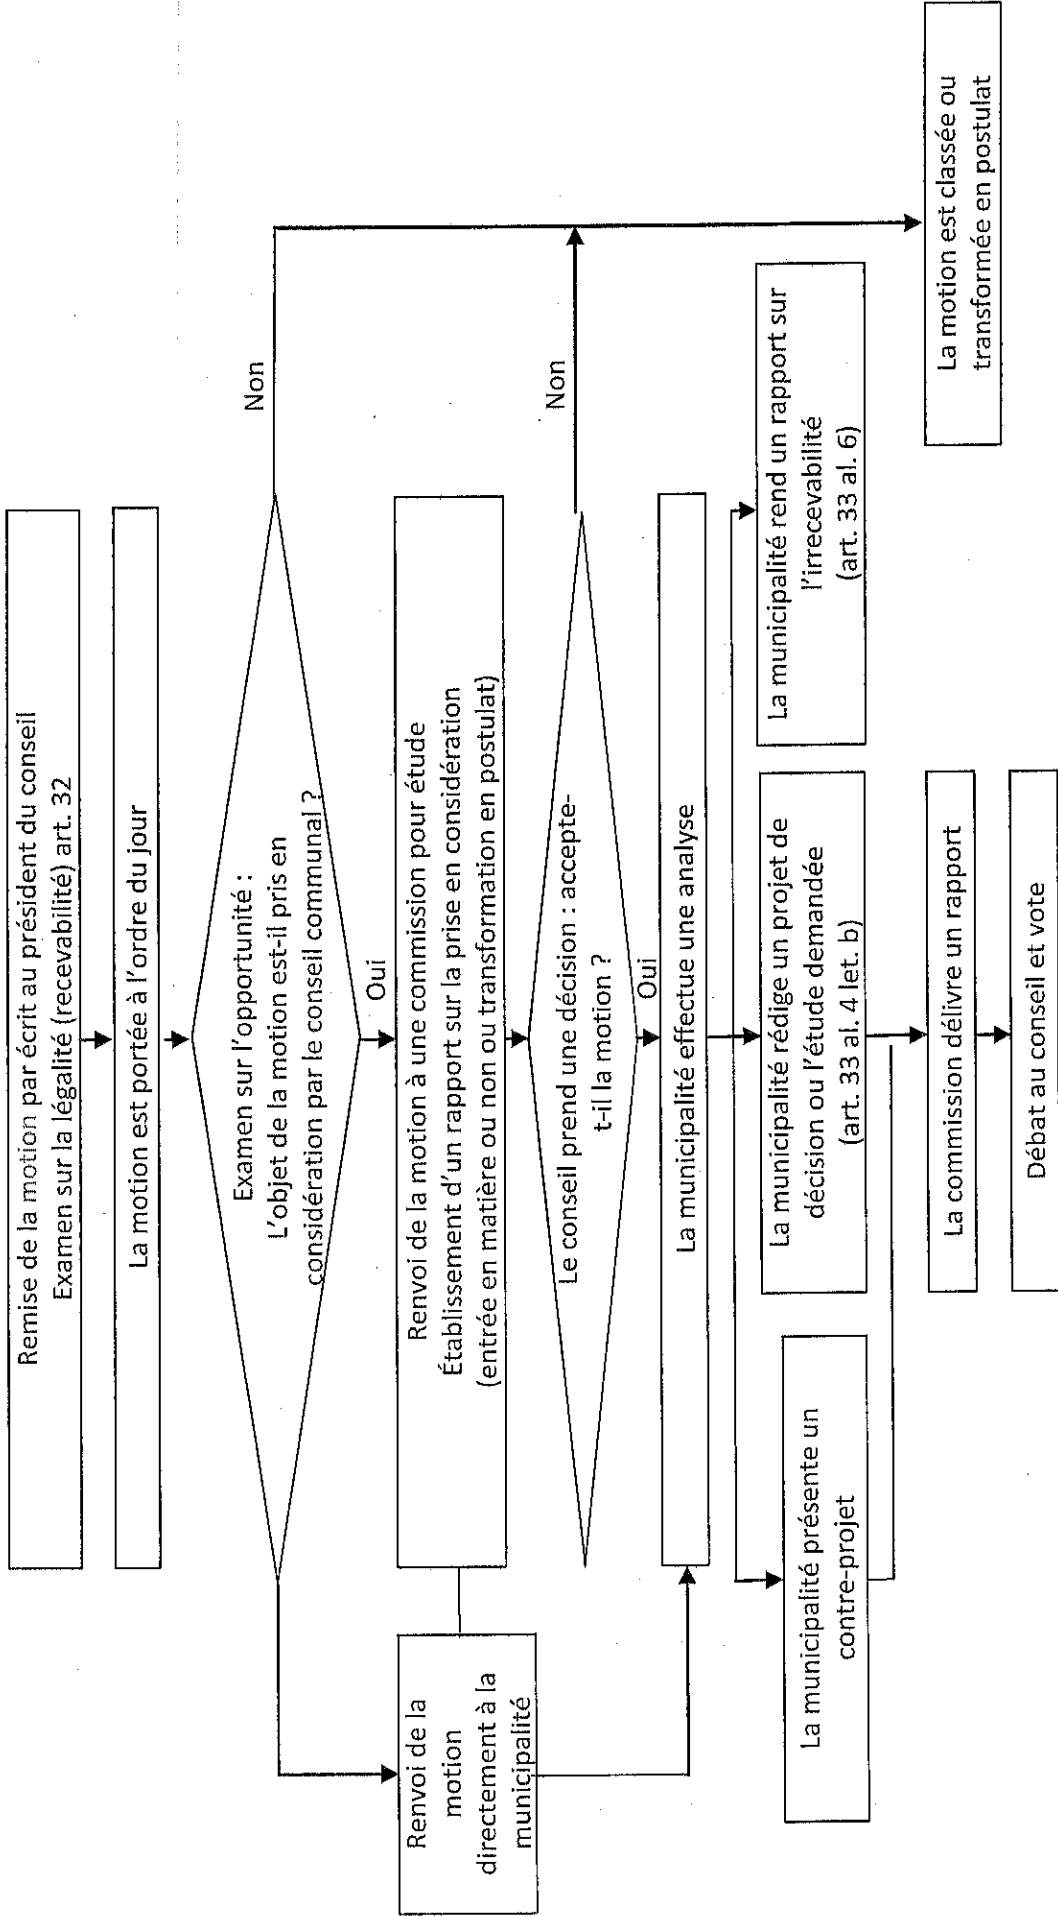 Remise de la motion par écrit au président du conseil
Examen sur la légalité (recevabilité) art. 32
La motion est portée à l'ordre du jour
Examen sur l'opportunité :
L'objet de la motion est-il pris en
considération par le conseil communal ?
Non
Oui
Renvoi de la motion
directement à la
municipalité
Renvoi de la motion à une commission pour étude
Établissement d'un rapport sur la prise en considération
(entrée en matière ou non ou transformation en postulat)
Le conseil prend une décision : accepte-
t-il la motion ?
Non
Oui
La municipalité effectue une analyse
La municipalité présente un
contre-projet
La municipalité rédige un projet de
décision ou l'étude demandée
(art. 33 al. 4 let. b)
La municipalité rend un rapport sur
l'irrecevabilité
(art. 33 al. 6)
La commission délivre un rapport
La motion est classée ou
transformée en postulat
Débat au conseil et vote